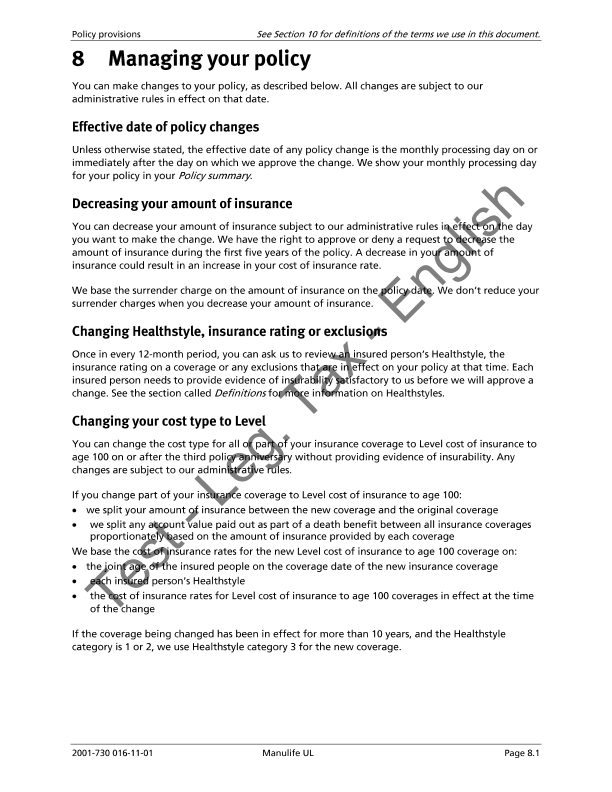 Policy provisions See Section 10 for definitions of the terms we use in this document.
8 Managing your policy
You can make changes to your policy, as described below. All changes are subject to our
administrative rules in effect on that date.
Effective date of policy changes
Unless otherwise stated, the effective date of any policy change is the monthly processing day on or
immediately after the day on which we approve the change. We show your monthly processing day
for your policy in your Policy summary.
Decreasing your amount of insurance
You can decrease your amount of insurance subject to our administrative rules in effect on the day
you want to make the change. We have the right to approve or deny a request to decrease the
amount of insurance during the first five years of the policy. A decrease in your amount of
insurance could result in an increase in your cost of insurance rate.
We base the surrender charge on the amount of insurance on the policy date. We don't reduce your
surrender charges when you decrease your amount of insurance.
Changing Healthstyle, insurance rating or exclusions
Once in every 12-month period, you can ask us to review an insured person's Healthstyle, the
insurance rating on a coverage or any exclusions that are in effect on your policy at that time. Each
insured person needs to provide evidence of insurability satisfactory to us before we will approve a
change. See the section called Definitions for more information on Healthstyles.
Changing your cost type to Level
You can change the cost type for all or part of your insurance coverage to Level cost of insurance to
age 100 on or after the third policy anniversary without providing evidence of insurability. Any
changes are subject to our administrative rules.
If you change part of your insurance coverage to Level cost of insurance to age 100:
• we split your amount of insurance between the new coverage and the original coverage
• we split any account value paid out as part of a death benefit between all insurance coverages
proportionately based on the amount of insurance provided by each coverage
We base the cost of insurance rates for the new Level cost of insurance to age 100 coverage on:
• the joint age of the insured people on the coverage date of the new insurance coverage
• each insured person's Healthstyle
• the cost of insurance rates for Level cost of insurance to age 100 coverages in effect at the time
of the change
If the coverage being changed has been in effect for more than 10 years, and the Healthstyle
category is 1 or 2, we use Healthstyle category 3 for the new coverage.
Test - Leg. Tax - English
2001-730 016-11-01 Manulife UL Page 8.1